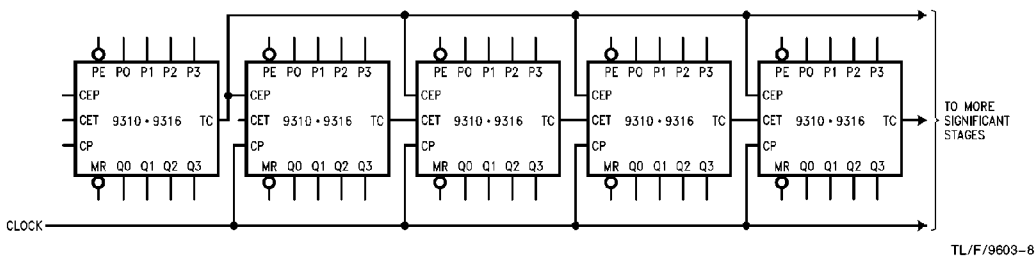 PE P0 P1 P2 P3 PE P0 P1 P2 P3 PE P0 P1 P2 P3 PE P0 P1 P2 P3 PE P0 P1 P2 P3
CEP CEP CEP CEP CEP
CET 9310 • 9316 TC CET 9310 • 9316 TC CET 9310 • 9316 TC CET 9310 • 9316 TC CET 9310 • 9316 TC
CP CP CP CP CP
MR Q0 Q1 Q2 Q3 MR Q0 Q1 Q2 Q3 MR Q0 Q1 Q2 Q3 MR Q0 Q1 Q2 Q3 MR Q0 Q1 Q2 Q3
TO MORE
SIGNIFICANT
STAGES
CLOCK
TL/F/9603-8